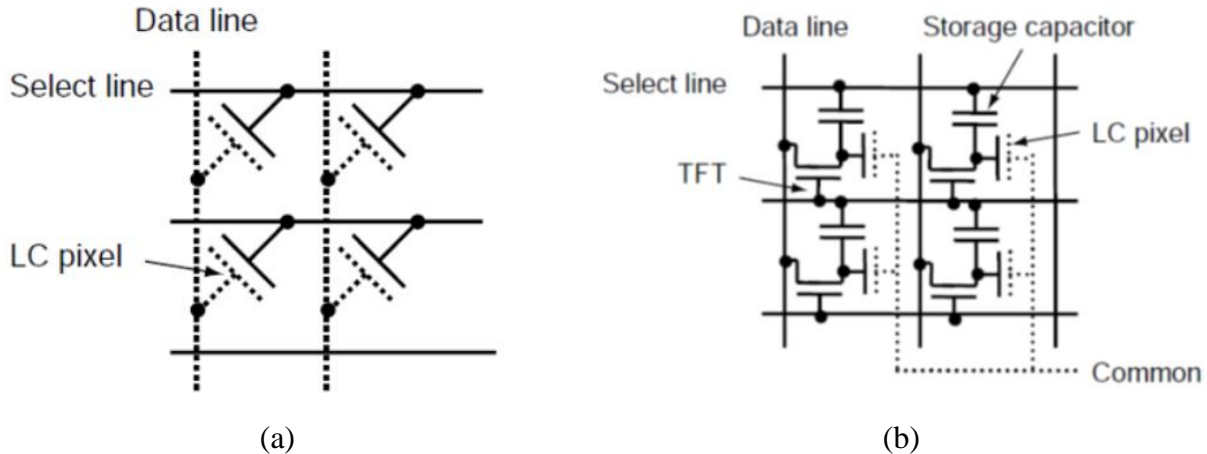 Data line
Select line
LC pixel
(a)
Data line
Storage capacitor
Select line
LC pixel
TFT
Common
(b)